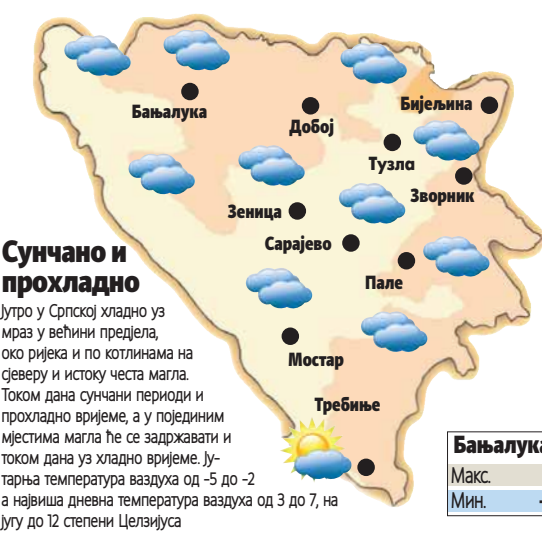 Бањалука
Добој
Бијељина
Тузла
Зворник
Зеница
Сарајево
Пале
Мостар
Требиње
Сунчано и
прохладно
Јутро у Српској хладно уз
мраз у већини предјела,
око ријека и по котлинама на
сјеверу и истоку честа магла.
Током дана сунчани периоди и
прохладно вријеме, а у појединим
мјестима магла ће се задржавати и
током дана уз хладно вријеме. Ју-
тарња температура ваздуха од -5 до -2
а највиша дневна температура ваздуха од 3 до 7, на
југу до 12 степени Целзијуса
Бањалука
Макс.
Мин. -